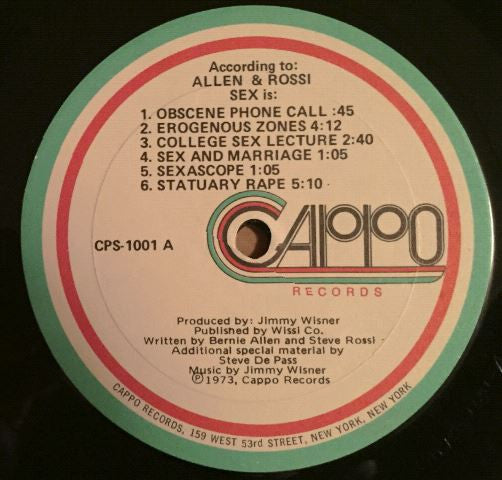 According to:
ALLEN & ROSSI
SEX is:
1. OBSCENE PHONE CALL :45
2. EROGENOUS ZONES 4:12
3. COLLEGE SEX LECTURE 2:40
4. SEX AND MARRIAGE 1:05
5. SEXASCOPE 1:05
6. STATUARY RAPE 5:10
CPS-1001 A
CAPPO
RECORDS
Produced by: Jimmy Wisner
Published by Wissi Co.
Written by Bernie Allen and Steve Rossi
Additional special material by
Steve De Pass
Music by Jimmy Wisner
Ⓟ1973, Cappo Records
CAPPO RECORDS, 159 WEST 53rd STREET, NEW YORK, NEW YORK